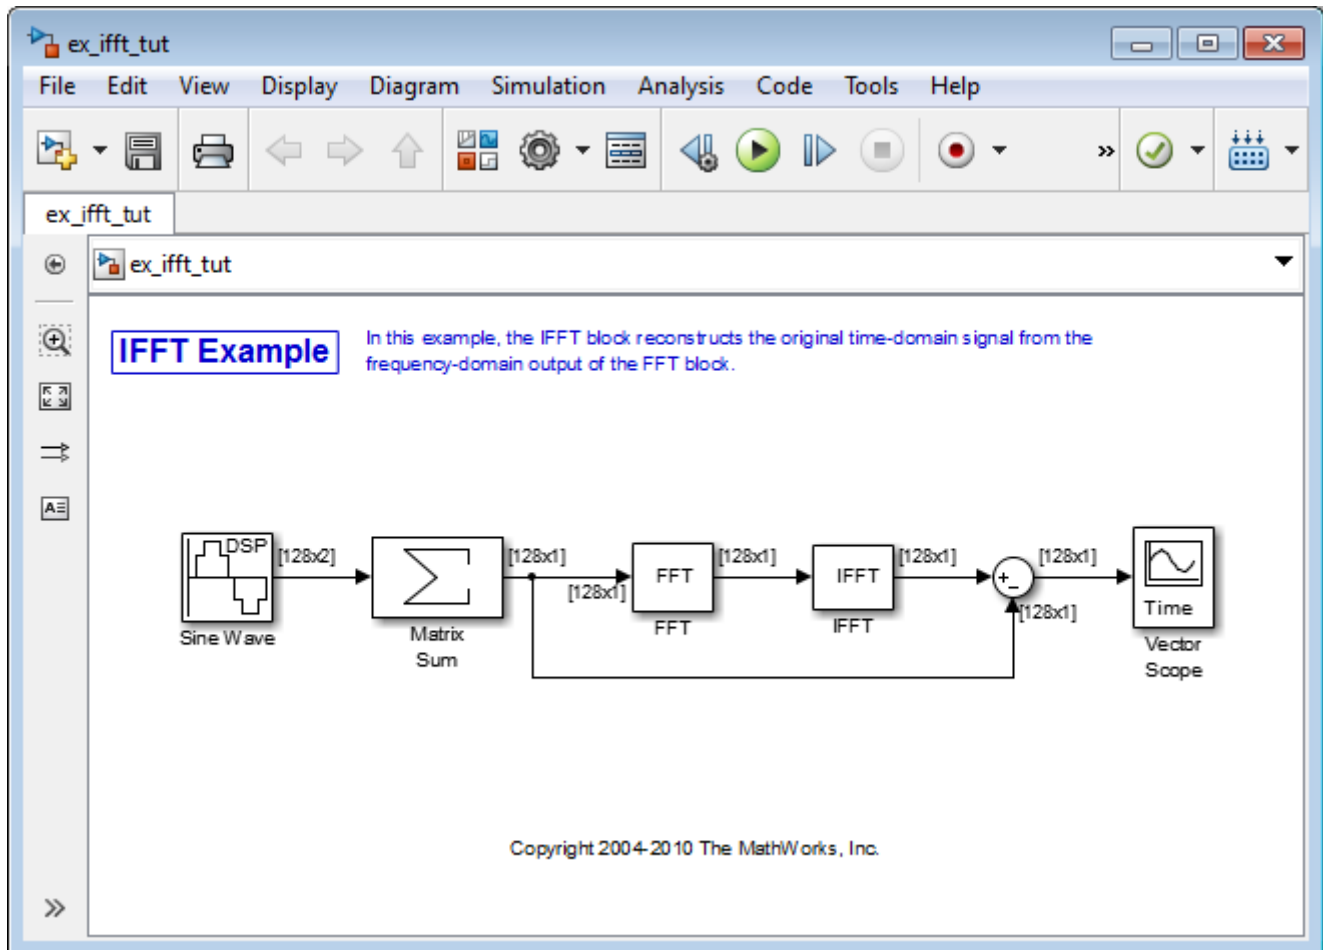 ex_ifft_tut
File Edit View Display Diagram Simulation Analysis Code Tools Help
ex_ifft_tut
ex_ifft_tut
IFFT Example
In this example, the IFFT block reconstructs the original time-domain signal from the
frequency-domain output of the FFT block.
DSP
[128x2]
[128x1]
[128x1]
FFT
[128x1]
IFFT
[128x1]
+
-
[128x1]
[128x1]
Time
Sine Wave
Matrix
Sum
FFT
IFFT
Vector
Scope
Copyright 2004-2010 The MathWorks, Inc.